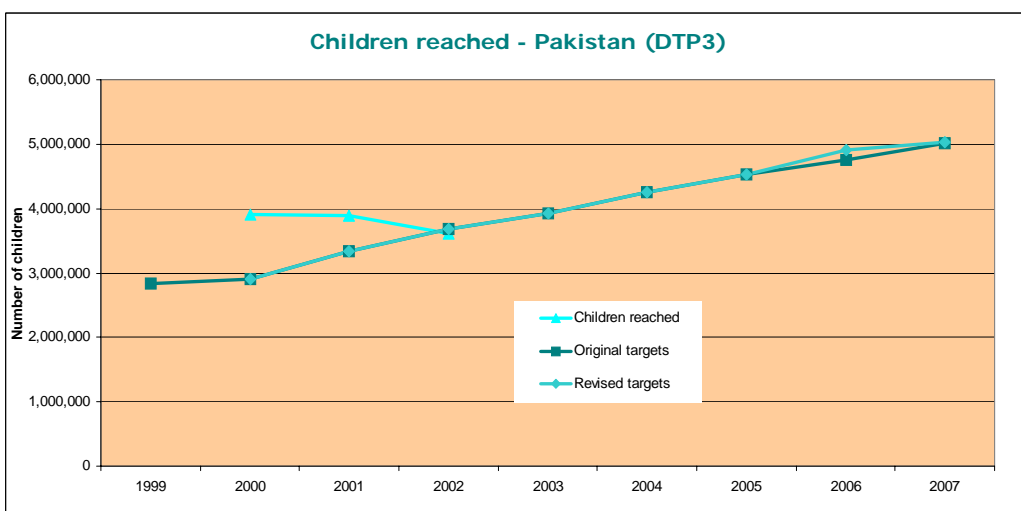 Children reached - Pakistan (DTP3)
6,000,000
5,000,000
4,000,000
3,000,000
2,000,000
1,000,000
0
Number of children
Children reached
Original targets
Revised targets
1999 2000 2001 2002 2003 2004 2005 2006 2007